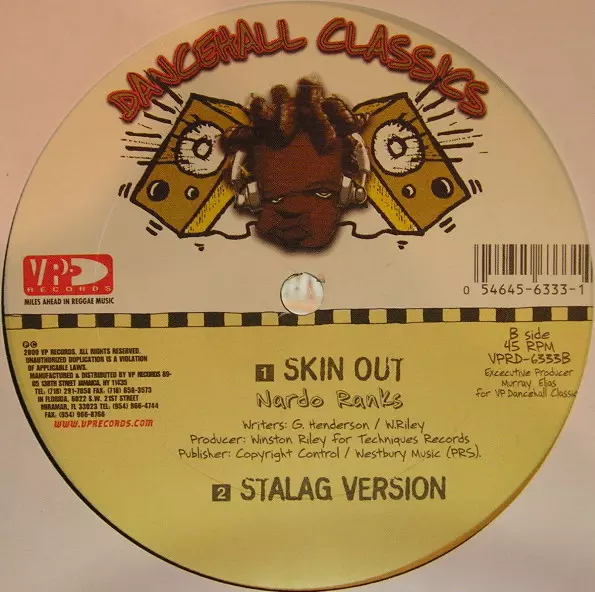 DANCEHALL CLASSICS
VP
RECORDS
MILES AHEAD IN REGGAE MUSIC
0 54645-6333-1
℗©
2000 VP RECORDS. ALL RIGHTS RESERVED.
UNAUTHORIZED DUPLICATION IS A VIOLATION
OF APPLICABLE LAWS.
MANUFACTURED & DISTRIBUTED BY VP RECORDS 89-
05 138TH STREET JAMAICA, NY 11435
TEL: (718) 291-7058 FAX: (718) 658-3573
IN FLORIDA, 6022 S.W. 21ST STREET
MIRAMAR, FL 33023 TEL: (954) 966-4744
FAX: (954) 966-8766
WWW.VPRECORDS.COM
B side
45 RPM
VPRD-6333B
Excecutive Producer
Murray Elias
for VP Dancehall Classic
1 SKIN OUT
Nardo Ranks
Writers: G. Henderson / W.Riley
Producer: Winston Riley for Techniques Records
Publisher: Copyright Control / Westbury Music (PRS).
2 STALAG VERSION